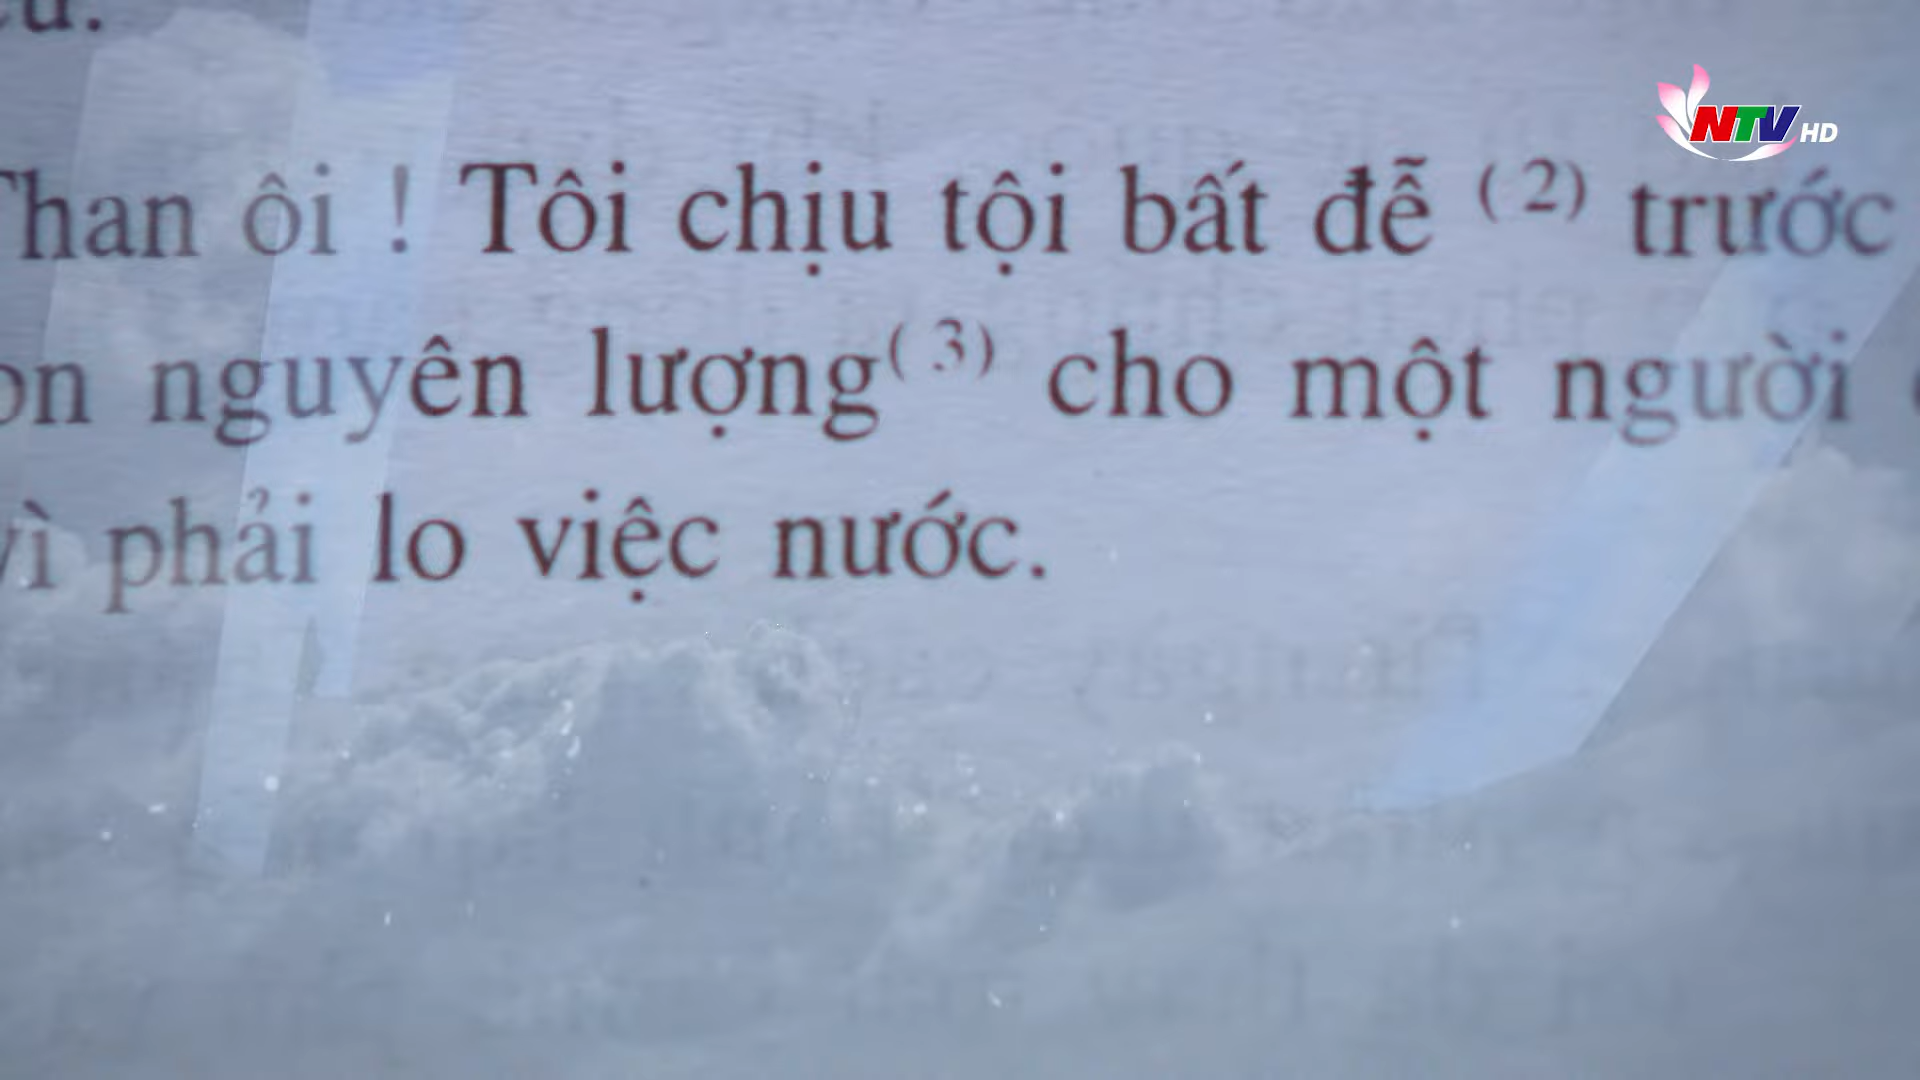 Than ôi ! Tôi chịu tội bất đễ (2) trước
nguyên lượng(3) cho một người
vì phải lo việc nước.
NTV HD